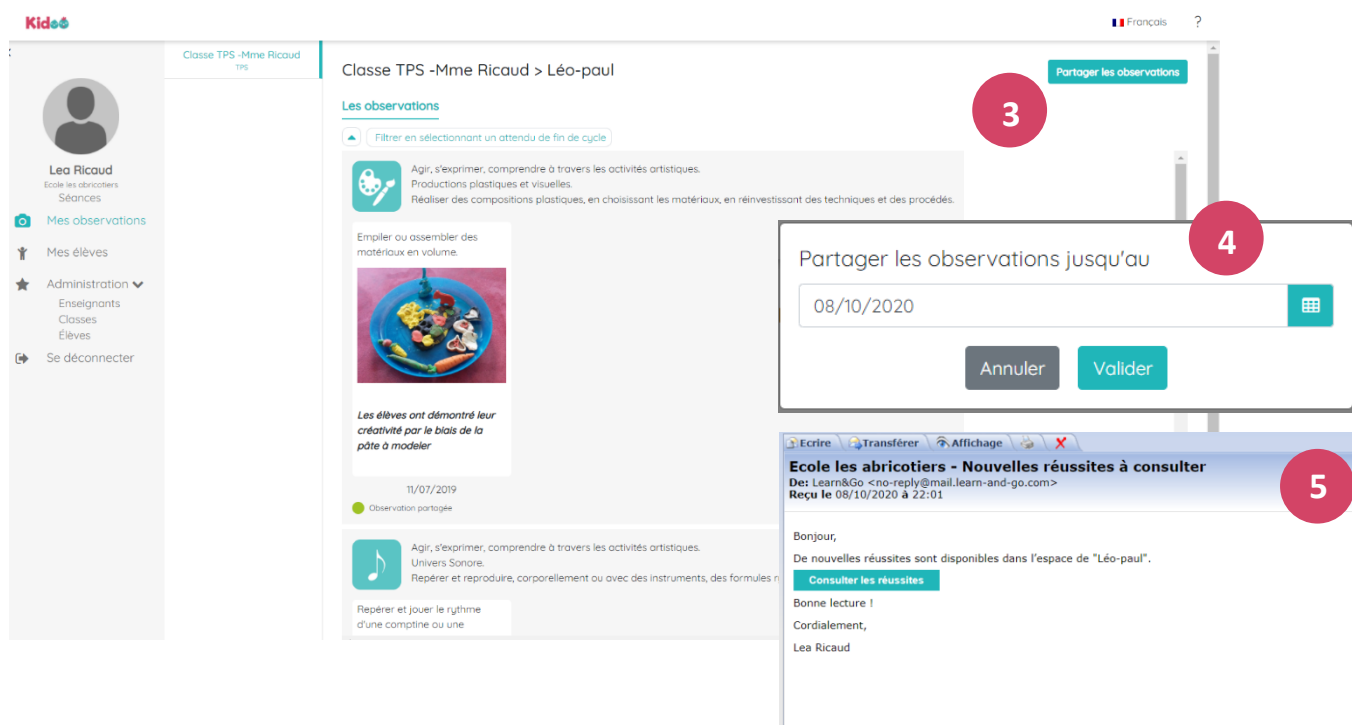 Kidoo
Français ?
Classe TPS -Mme Ricaud
TPS
Lea Ricaud
Ecole les abricotiers
Séances
Mes observations
Mes élèves
Administration
Enseignants
Classes
Élèves
Se déconnecter
Classe TPS -Mme Ricaud > Léo-paul
Partager les observations
3
Les observations
Filtrer en sélectionnant un attendu de fin de cycle
Agir, s'exprimer, comprendre à travers les activités artistiques.
Productions plastiques et visuelles.
Réaliser des compositions plastiques, en choisissant les matériaux, en réinvestissant des techniques et des procédés.
Empiler ou assembler des
matériaux en volume.
Les élèves ont démontré leur
créativité par le biais de la
pâte à modeler
11/07/2019
Observation partagée
Agir, s'exprimer, comprendre à travers les activités artistiques.
Univers Sonore.
Repérer et reproduire, corporellement ou avec des instruments, des formules
Repérer et jouer le rythme
d'une comptine ou une
4
Partager les observations jusqu'au
08/10/2020
Annuler Valider
Ecrire Transférer Affichage
5
Ecole les abricotiers - Nouvelles réussites à consulter
De: Learn&Go <no-reply@mail.learn-and-go.com>
Reçu le 08/10/2020 à 22:01
Bonjour,
De nouvelles réussites sont disponibles dans l'espace de "Léo-paul".
Consulter les réussites
Bonne lecture !
Cordialement,
Lea Ricaud